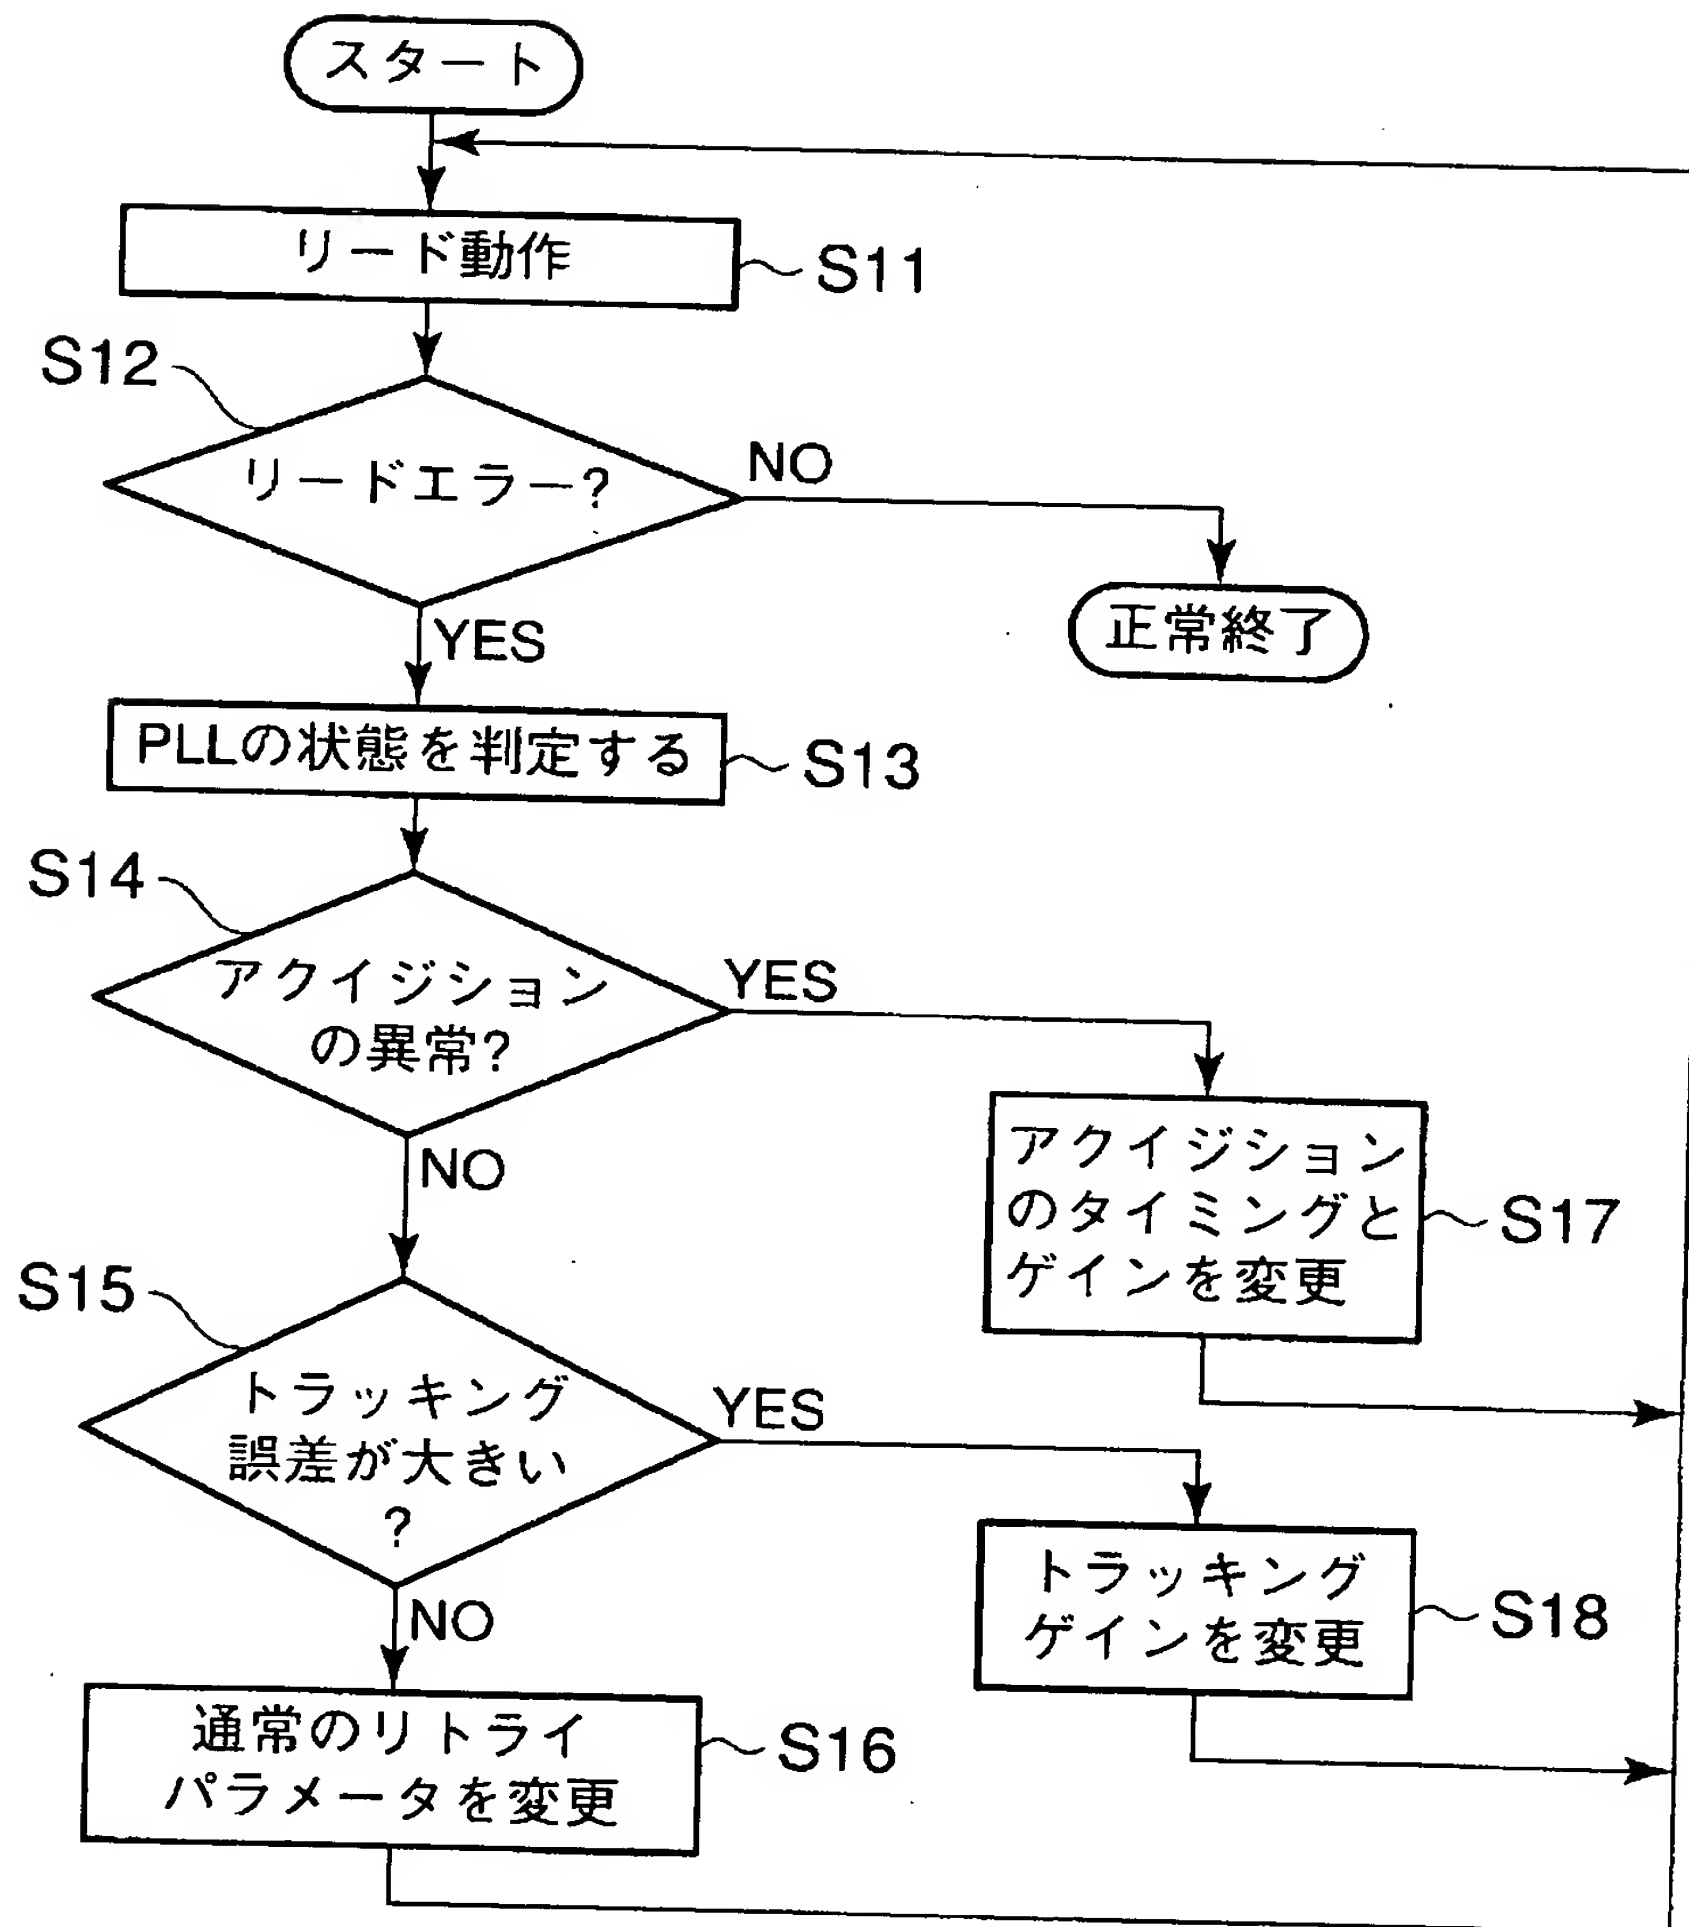 スタート
リード動作
S11
S12
リードエラー?
NO
正常終了
YES
PLLの状態を判定する
S13
S14
アクイジション
の異常?
YES
NO
アクイジション
のタイミングと
ゲインを変更
S17
S15
トラッキング
誤差が大きい
?
YES
NO
トラッキング
ゲインを変更
S18
通常のリトライ
パラメータを変更
S16